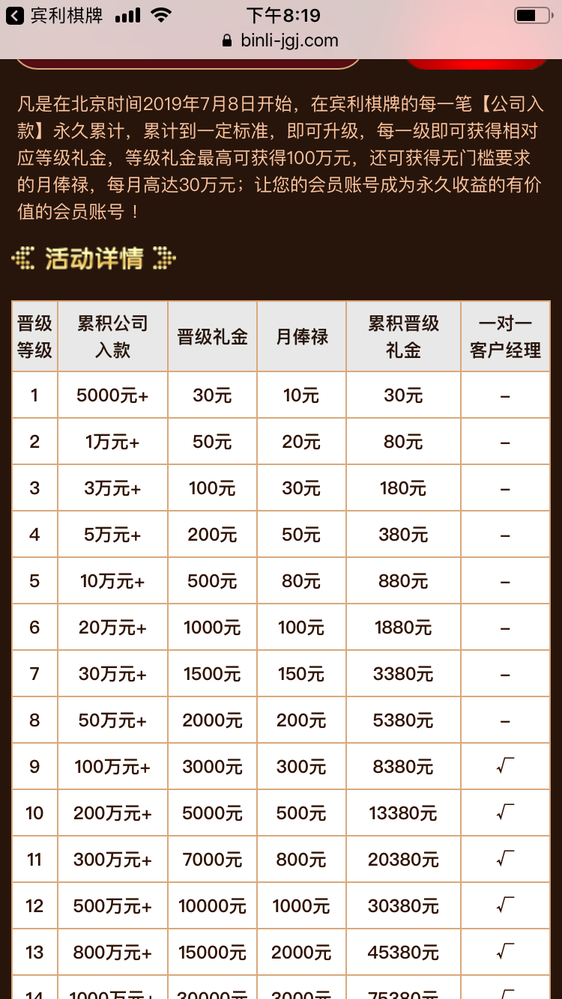 宾利棋牌 下午8:19
binli-jgj.com
凡是在北京时间2019年7月8日开始，在宾利棋牌的每一笔【公司入
款】永久累计，累计到一定标准，即可升级，每一级即可获得相对
应等级礼金，等级礼金最高可获得100万元，还可获得无门槛要求
的月俸禄，每月高达30万元；让您的会员账号成为永久收益的有价
值的会员账号！
活动详情
晋级等级 累积公司入款 晋级礼金 月俸禄 累积晋级礼金 一对一客户经理
1 5000元+ 30元 10元 30元 –
2 1万元+ 50元 20元 80元 –
3 3万元+ 100元 30元 180元 –
4 5万元+ 200元 50元 380元 –
5 10万元+ 500元 80元 880元 –
6 20万元+ 1000元 100元 1880元 –
7 30万元+ 1500元 150元 3380元 –
8 50万元+ 2000元 200元 5380元 –
9 100万元+ 3000元 300元 8380元 √
10 200万元+ 5000元 500元 13380元 √
11 300万元+ 7000元 800元 20380元 √
12 500万元+ 10000元 1000元 30380元 √
13 800万元+ 15000元 2000元 45380元 √
14 1000万元+ 30000元 3000元 75380元 √